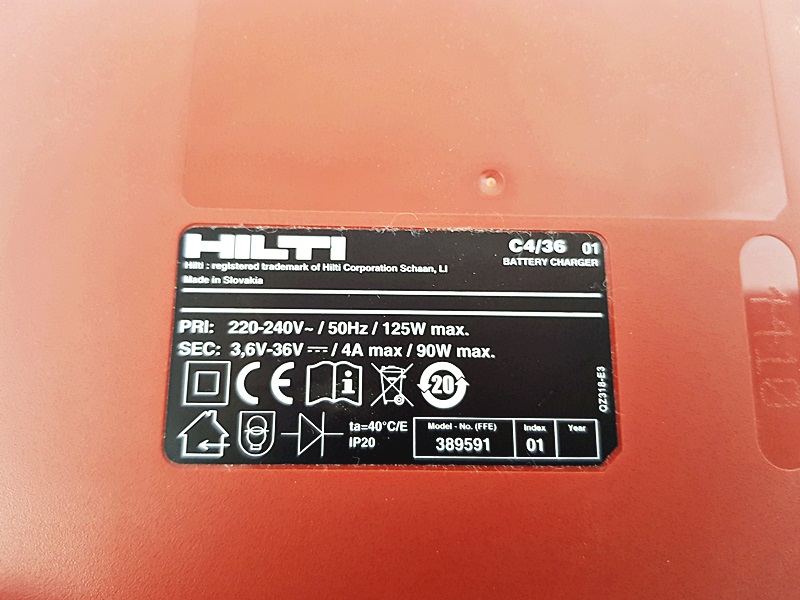 HILTI
C4/36 01
Hilti : registered trademark of Hilti Corporation Schaan, LI
BATTERY CHARGER
Made in Slovakia
PRI: 220-240V~ / 50Hz / 125W max.
SEC: 3,6V-36V ⎓ / 4A max / 90W max.
CE
i
20
QZ318-E3
ta=40°C/E
IP20
Model - No. (FFE)
389591
Index
01
Year